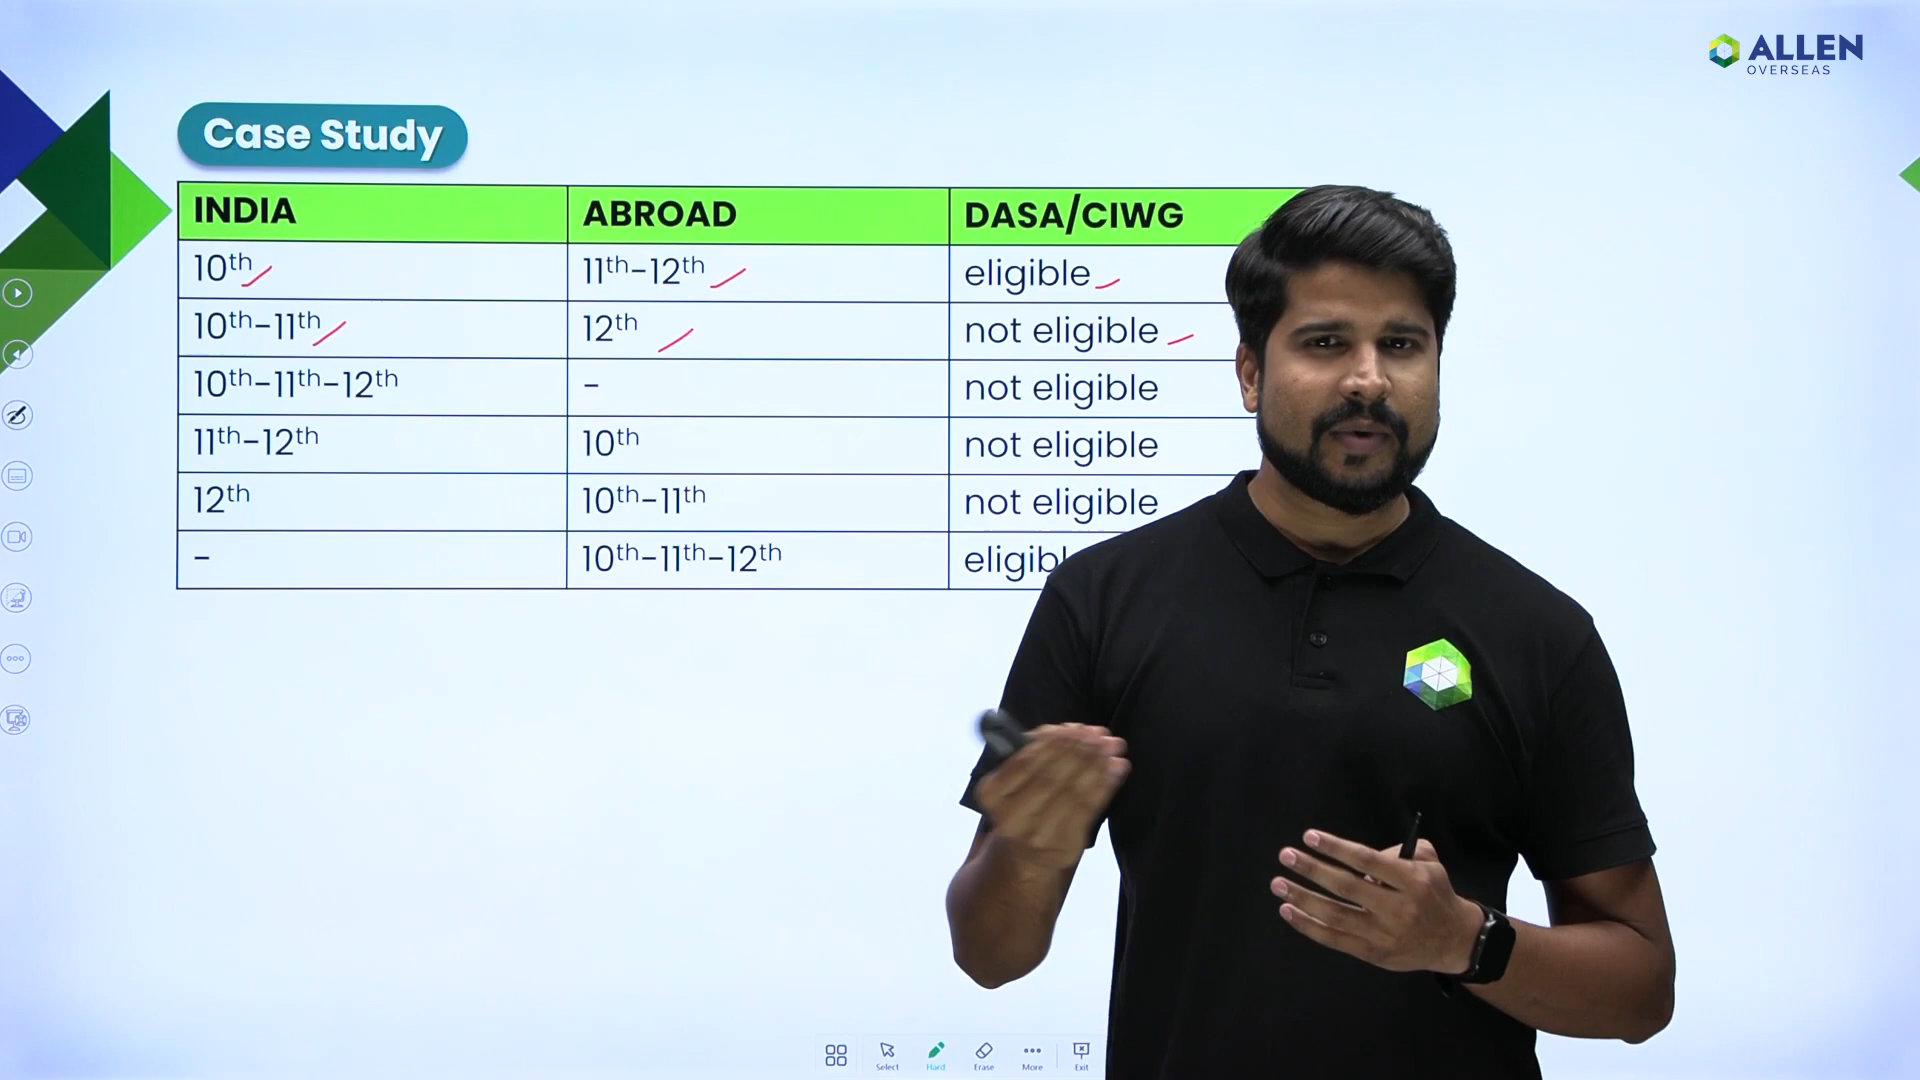 ALLEN
OVERSEAS
Case Study
INDIA ABROAD DASA/CIWG
10th 11th-12th eligible
10th-11th 12th not eligible
10th-11th-12th - not eligible
11th-12th 10th not eligible
12th 10th-11th not eligible
- 10th-11th-12th eligibl
Select Hard Erase More Exit